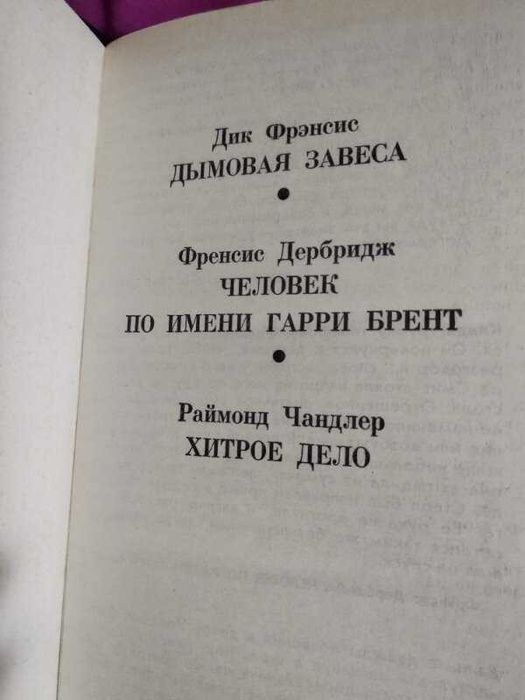 Дик Фрэнсис
ДЫМОВАЯ ЗАВЕСА
•
Френсис Дербридж
ЧЕЛОВЕК
ПО ИМЕНИ ГАРРИ БРЕНТ
•
Раймонд Чандлер
ХИТРОЕ ДЕЛО